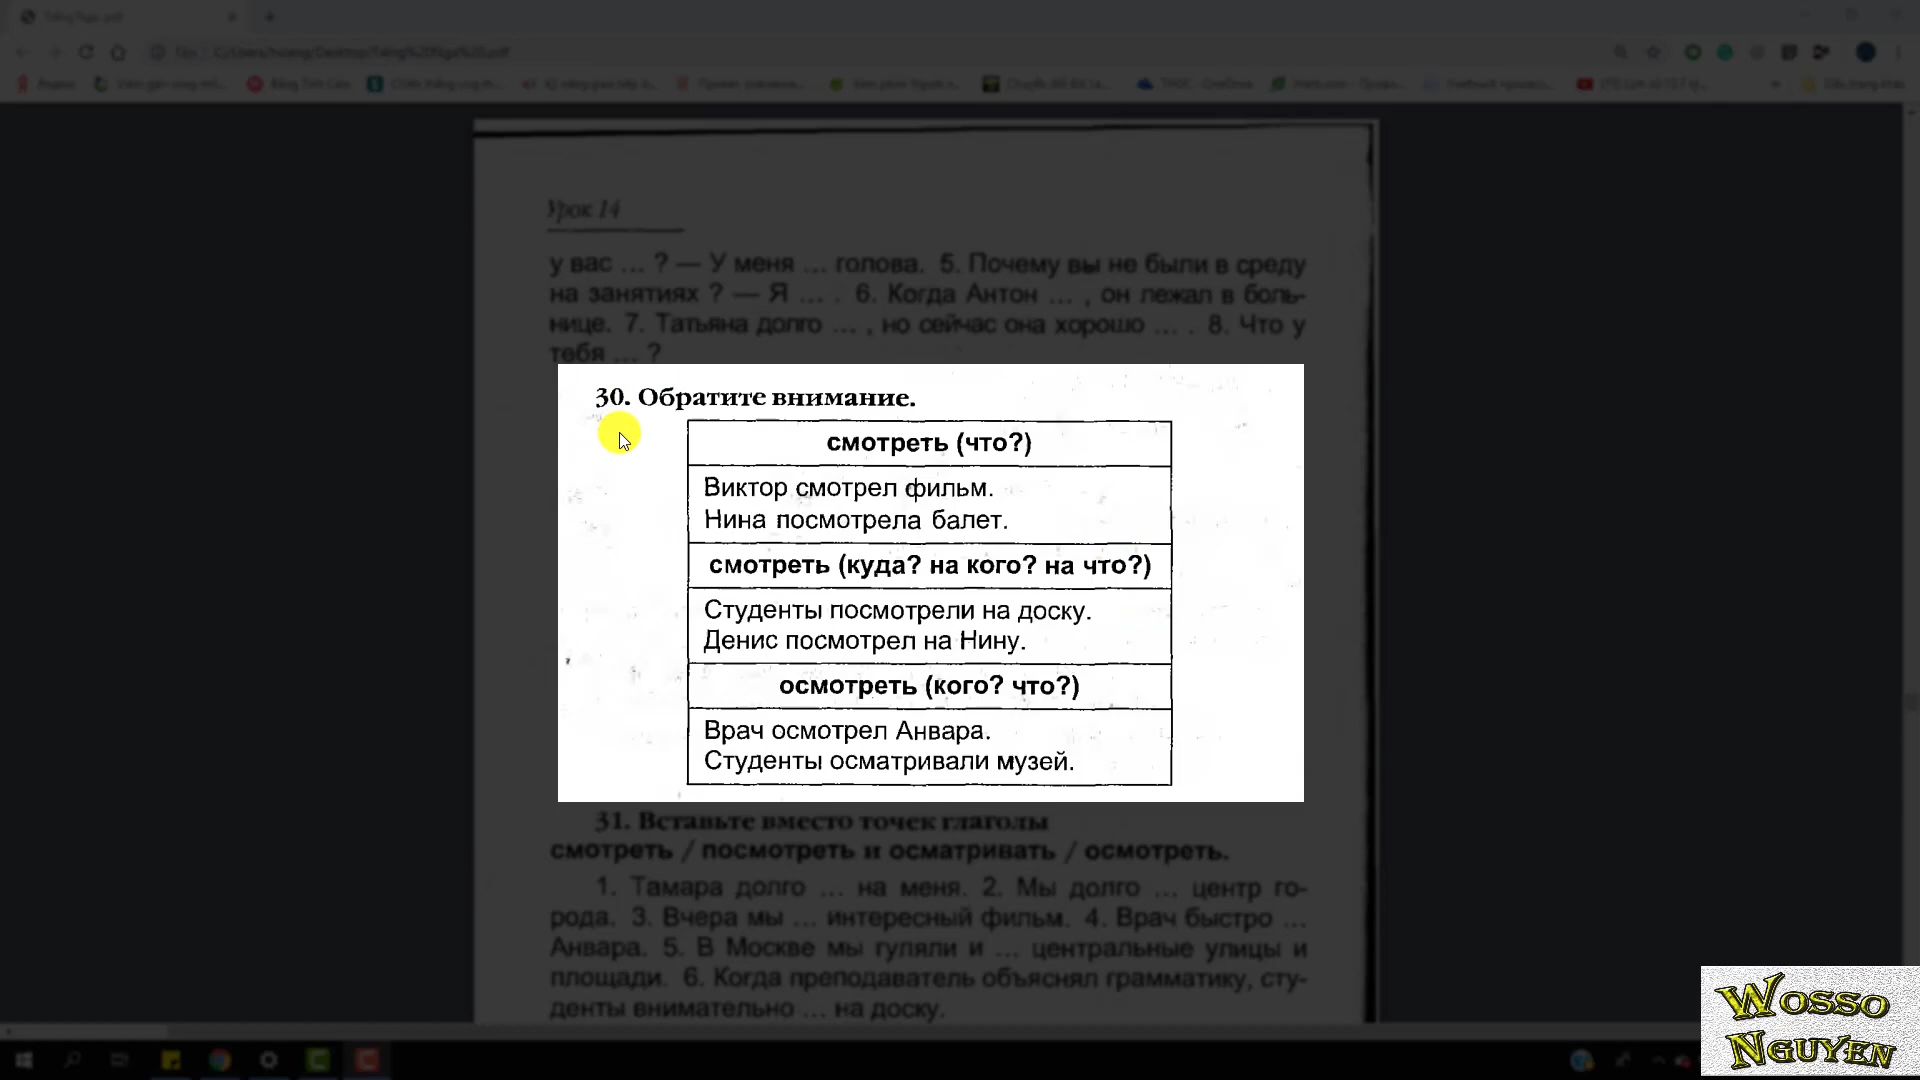 Tiếng Nga.pdf
Урок 14
у вас ... ? — У меня ... голова. 5. Почему вы не были в среду
на занятиях ? — Я ... . 6. Когда Антон ... , он лежал в боль-
нице. 7. Татьяна долго ... , но сейчас она хорошо ... . 8. Что у
тебя ... ?
30. Обратите внимание.
смотреть (что?)
Виктор смотрел фильм.
Нина посмотрела балет.
смотреть (куда? на кого? на что?)
Студенты посмотрели на доску.
Денис посмотрел на Нину.
осмотреть (кого? что?)
Врач осмотрел Анвара.
Студенты осматривали музей.
31. Вставьте вместо точек глаголы
смотреть / посмотреть и осматривать / осмотреть.
1. Тамара долго ... на меня. 2. Мы долго ... центр го-
рода. 3. Вчера мы ... интересный фильм. 4. Врач быстро ...
Анвара. 5. В Москве мы гуляли и ... центральные улицы и
площади. 6. Когда преподаватель объяснял грамматику, сту-
денты внимательно ... на доску.
Wosso
Nguyen